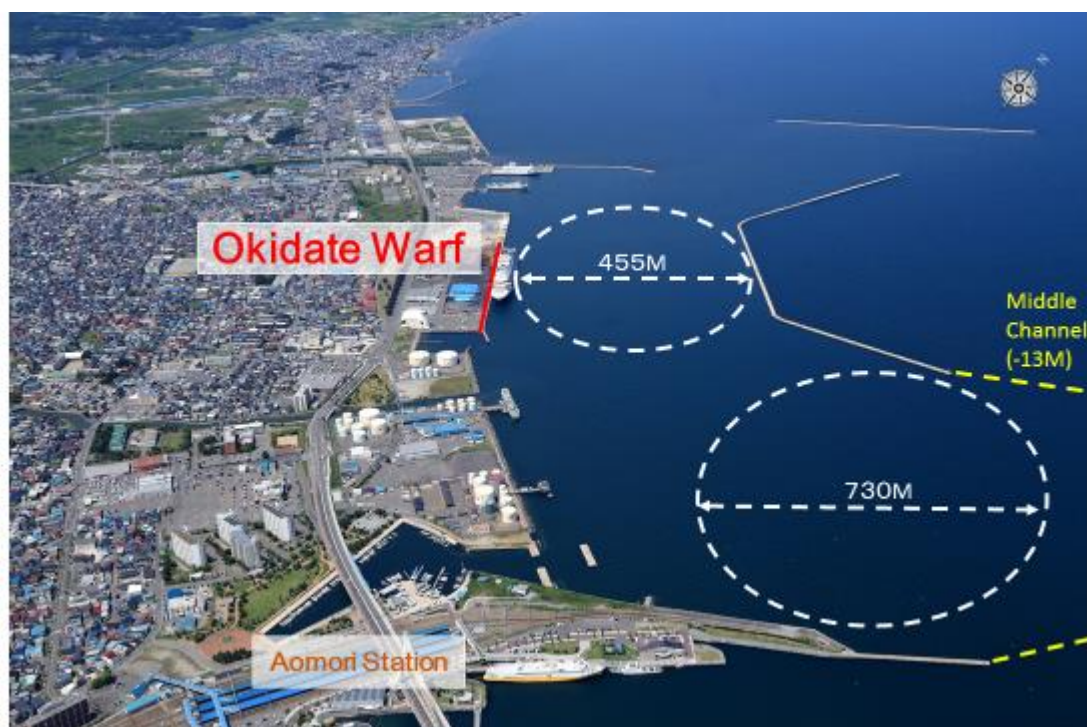 Okidate Warf
455M
Middle
Channel
(-13M)
730M
Aomori Station